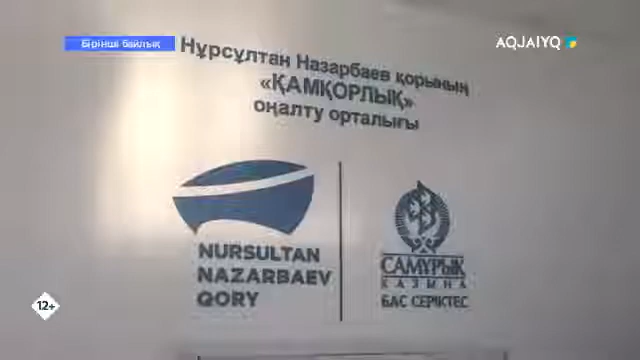 Бірінші байлық
AQJAIYQ
Нұрсұлтан Назарбаев қорының
«ҚАМҚОРЛЫҚ»
оңалту орталығы
NURSULTAN
NAZARBAEV
QORY
САМҰРЫҚ
ҚАЗЫНА
БАС СЕРІКТЕС
12+